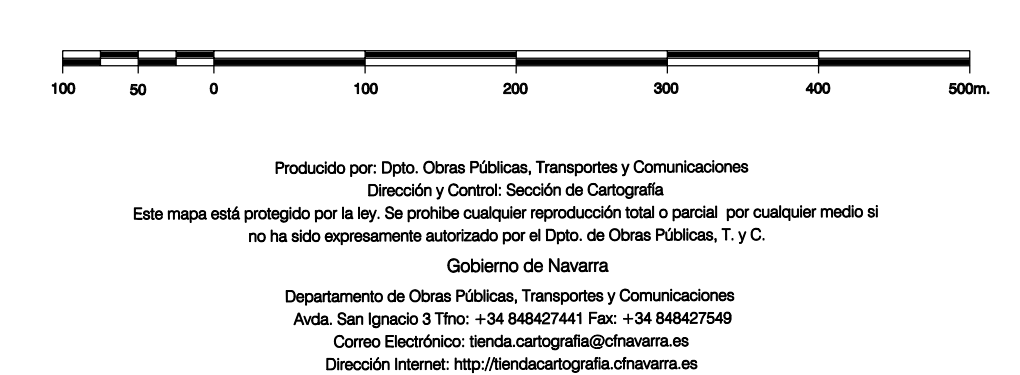 100 50 0 100 200 300 400 500m.
Producido por: Dpto. Obras Públicas, Transportes y Comunicaciones
Dirección y Control: Sección de Cartografía
Este mapa está protegido por la ley. Se prohibe cualquier reproducción total o parcial por cualquier medio si
no ha sido expresamente autorizado por el Dpto. de Obras Públicas, T. y C.
Gobierno de Navarra
Departamento de Obras Públicas, Transportes y Comunicaciones
Avda. San Ignacio 3 Tfno: +34 848427441 Fax: +34 848427549
Correo Electrónico: tienda.cartografia@cfnavarra.es
Dirección Internet: http://tiendacartografia.cfnavarra.es